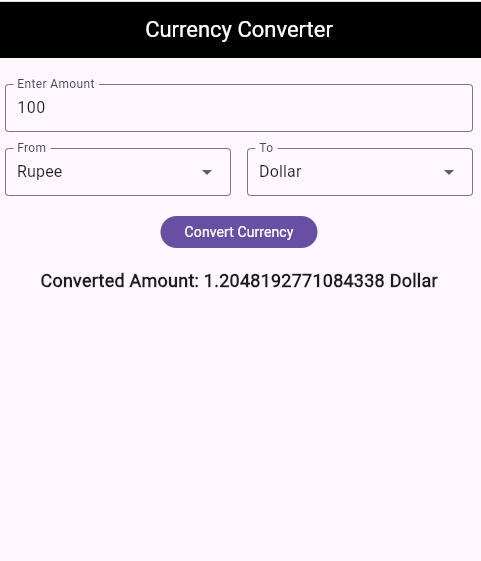 Currency Converter
Enter Amount
100
From To
Rupee Dollar
Convert Currency
Converted Amount: 1.2048192771084338 Dollar